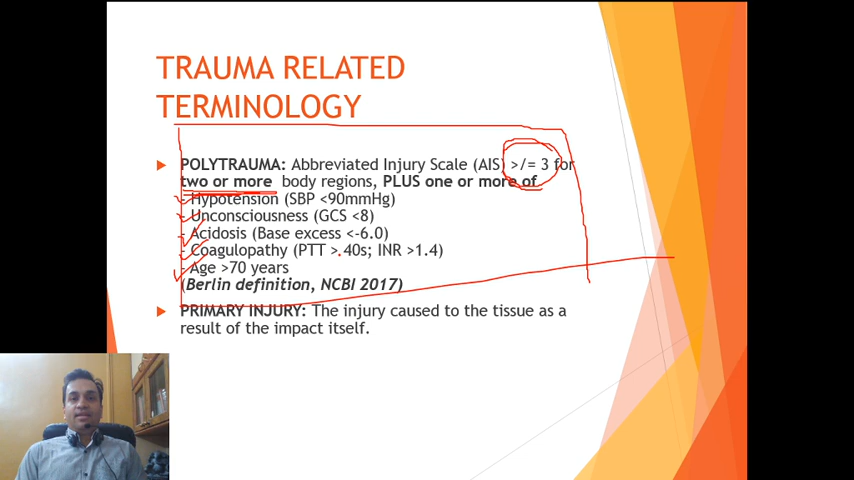 TRAUMA RELATED
TERMINOLOGY
POLYTRAUMA: Abbreviated Injury Scale (AIS) >/= 3 for
two or more body regions, PLUS one or more of
- Hypotension (SBP <90mmHg)
- Unconsciousness (GCS <8)
- Acidosis (Base excess <-6.0)
- Coagulopathy (PTT > 40s; INR >1.4)
- Age >70 years
(Berlin definition, NCBI 2017)
PRIMARY INJURY: The injury caused to the tissue as a
result of the impact itself.